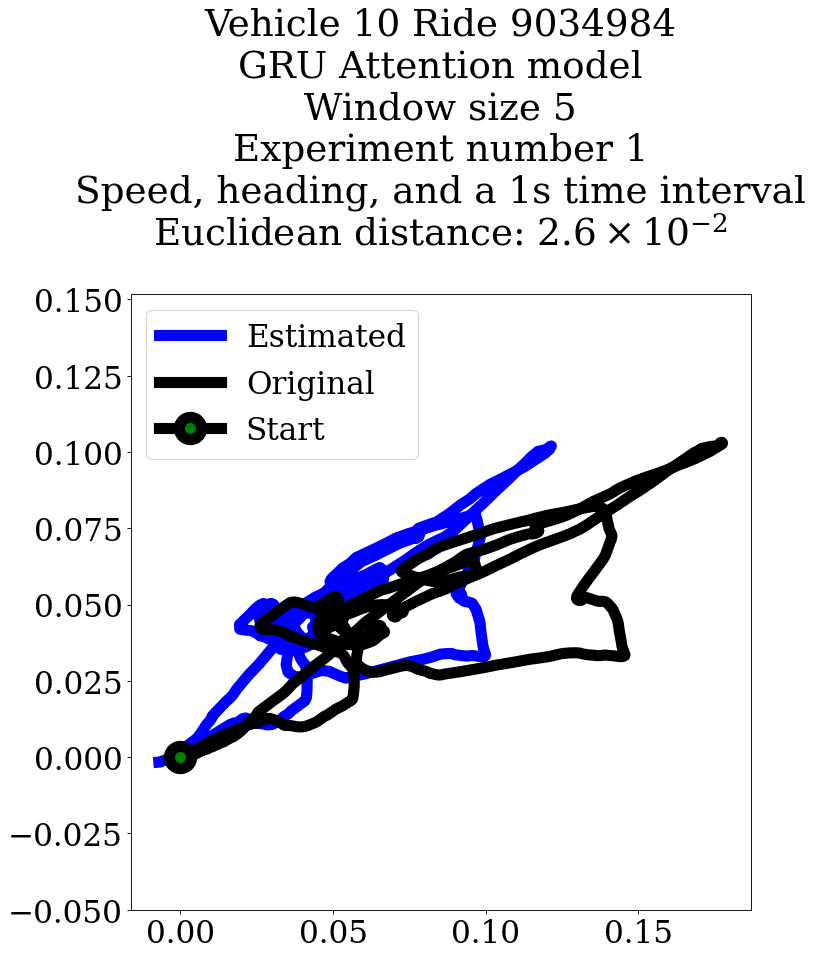 Vehicle 10 Ride 9034984
GRU Attention model
Window size 5
Experiment number 1
Speed, heading, and a 1s time interval
Euclidean distance: 2.6 × 10⁻²
0.150
0.125
0.100
0.075
0.050
0.025
0.000
−0.025
−0.050
Estimated
Original
Start
0.00 0.05 0.10 0.15